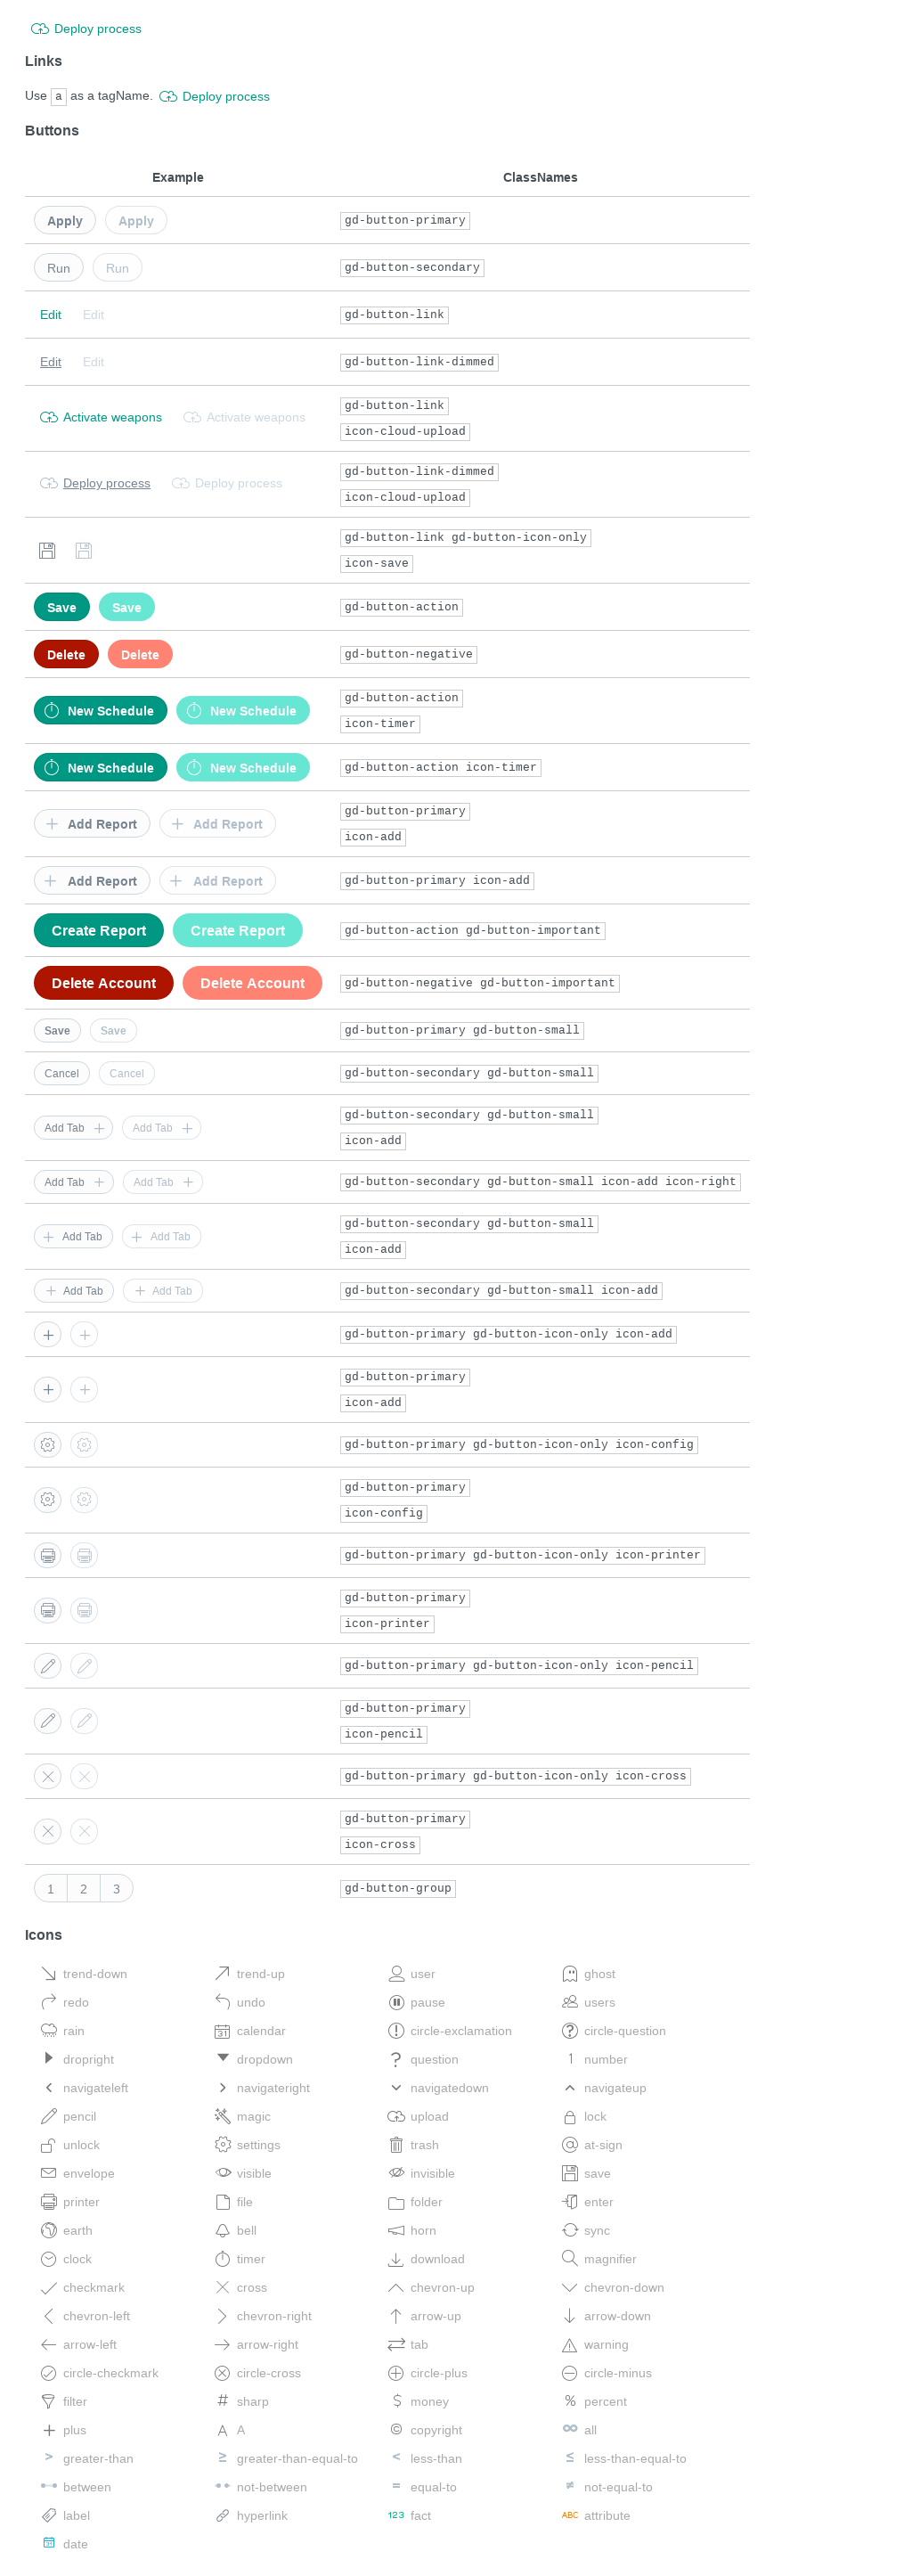 Deploy process
Links
Use a as a tagName. Deploy process
Buttons
Example ClassNames
Apply Apply gd-button-primary
Run Run gd-button-secondary
Edit Edit gd-button-link
Edit Edit gd-button-link-dimmed
Activate weapons Activate weapons gd-button-link
icon-cloud-upload
Deploy process Deploy process gd-button-link-dimmed
icon-cloud-upload
gd-button-link gd-button-icon-only
icon-save
Save Save gd-button-action
Delete Delete gd-button-negative
New Schedule New Schedule gd-button-action
icon-timer
New Schedule New Schedule gd-button-action icon-timer
Add Report Add Report gd-button-primary
icon-add
Add Report Add Report gd-button-primary icon-add
Create Report Create Report gd-button-action gd-button-important
Delete Account Delete Account gd-button-negative gd-button-important
Save Save gd-button-primary gd-button-small
Cancel Cancel gd-button-secondary gd-button-small
Add Tab Add Tab gd-button-secondary gd-button-small
icon-add
Add Tab Add Tab gd-button-secondary gd-button-small icon-add icon-right
Add Tab Add Tab gd-button-secondary gd-button-small
icon-add
Add Tab Add Tab gd-button-secondary gd-button-small icon-add
gd-button-primary gd-button-icon-only icon-add
gd-button-primary
icon-add
gd-button-primary gd-button-icon-only icon-config
gd-button-primary
icon-config
gd-button-primary gd-button-icon-only icon-printer
gd-button-primary
icon-printer
gd-button-primary gd-button-icon-only icon-pencil
gd-button-primary
icon-pencil
gd-button-primary gd-button-icon-only icon-cross
gd-button-primary
icon-cross
1 2 3 gd-button-group
Icons
trend-down trend-up user ghost
redo undo pause users
rain 31 calendar circle-exclamation circle-question
dropright dropdown ? question 1 number
navigateleft navigateright navigatedown navigateup
pencil magic upload lock
unlock settings trash at-sign
envelope visible invisible save
printer file folder enter
earth bell horn sync
clock timer download magnifier
checkmark cross chevron-up chevron-down
chevron-left chevron-right arrow-up arrow-down
arrow-left arrow-right tab warning
circle-checkmark circle-cross circle-plus circle-minus
filter # sharp $ money % percent
+ plus A A © copyright ∞ all
> greater-than ≥ greater-than-equal-to < less-than ≤ less-than-equal-to
between not-between = equal-to ≠ not-equal-to
label hyperlink 123 fact ABC attribute
date